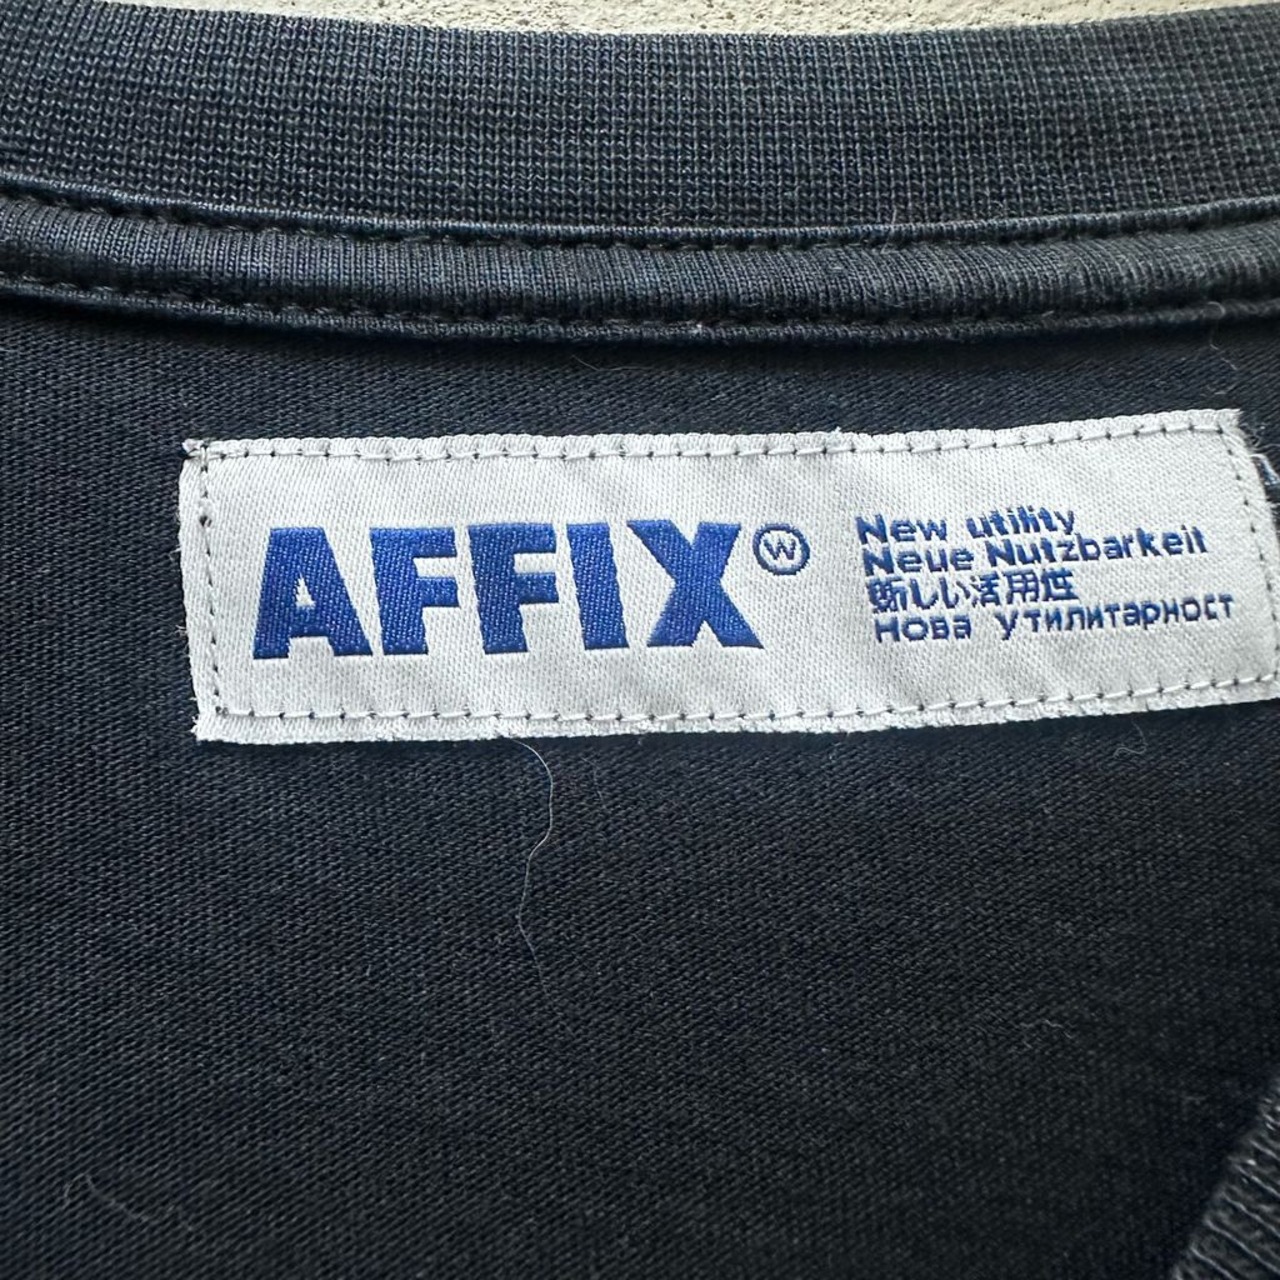 AFFIX Ⓦ
New utility
Neue Nutzbarkeit
新しい活用性
Нова утилитарност